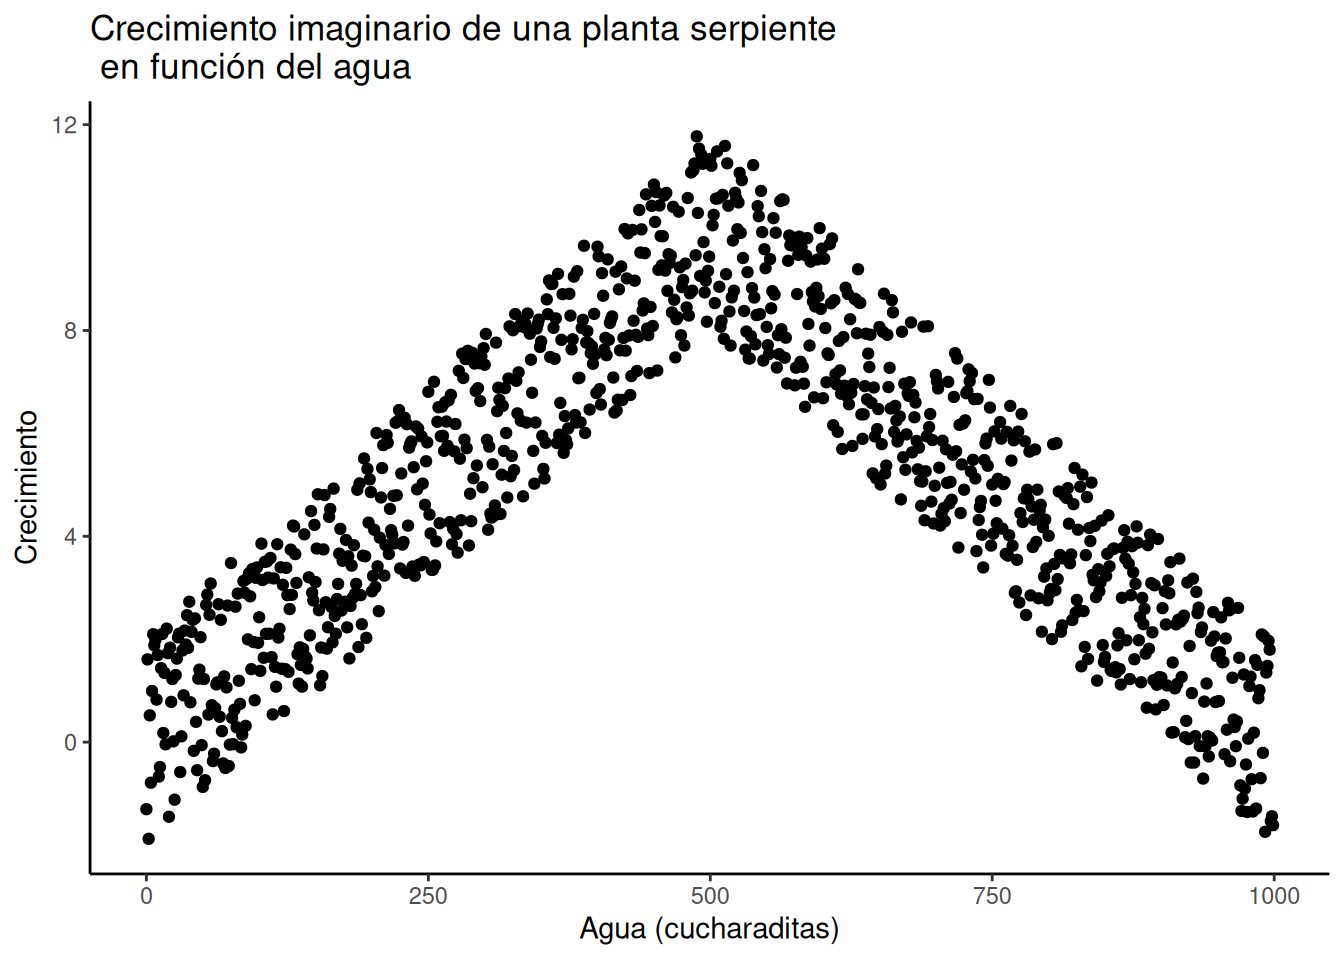 Crecimiento imaginario de una planta serpiente
en función del agua
12
8
4
0
Crecimiento
0 250 500 750 1000
Agua (cucharaditas)